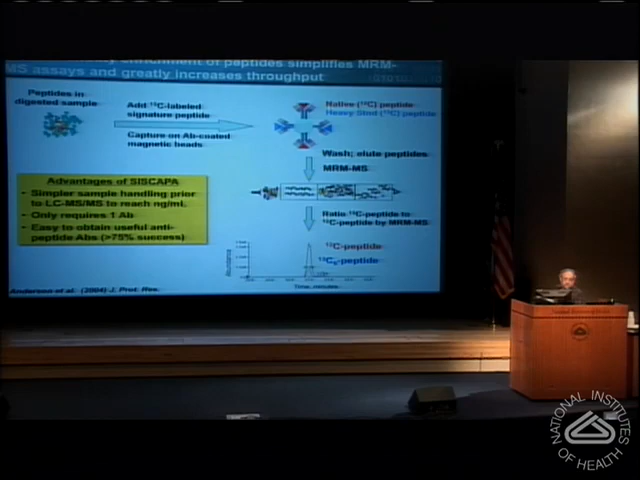 enrichment of peptides simplifies MRM-
MS assays and greatly increases throughput
Peptides in
digested sample
Add ¹³C-labeled
signature peptide
Capture on Ab-coated
magnetic beads
Native (¹²C) peptide
Heavy Stnd (¹³C) peptide
Wash; elute peptides
MRM-MS
Advantages of SISCAPA
• Simpler sample handling prior
to LC-MS/MS to reach ng/mL
• Only requires 1 Ab
• Easy to obtain useful anti-
peptide Abs (>75% success)
Ratio ¹²C-peptide to
¹³C-peptide by MRM-MS
¹²C-peptide
Abundance
Time, minutes
Anderson et al. (2004) J. Prot. Res.
NATIONAL INSTITUTES
OF HEALTH